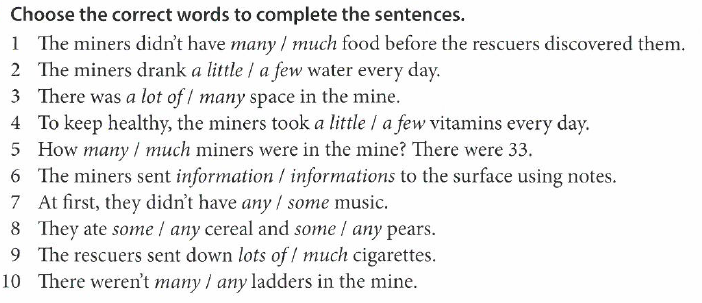 Choose the correct words to complete the sentences.
1 The miners didn't have many / much food before the rescuers discovered them.
2 The miners drank a little / a few water every day.
3 There was a lot of / many space in the mine.
4 To keep healthy, the miners took a little / a few vitamins every day.
5 How many / much miners were in the mine? There were 33.
6 The miners sent information / informations to the surface using notes.
7 At first, they didn't have any / some music.
8 They ate some / any cereal and some / any pears.
9 The rescuers sent down lots of / much cigarettes.
10 There weren't many / any ladders in the mine.